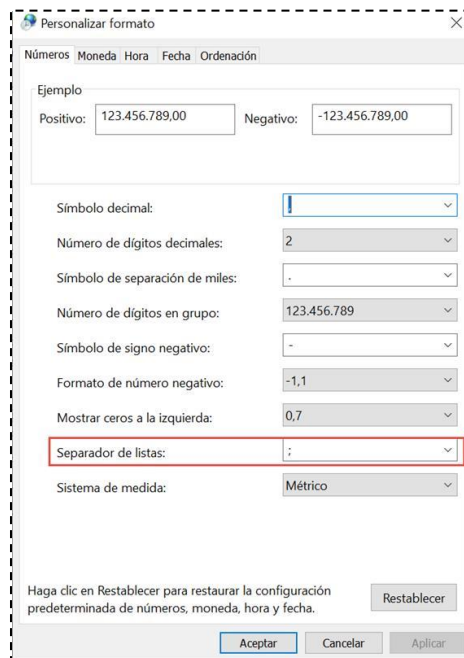 Personalizar formato
Números Moneda Hora Fecha Ordenación
Ejemplo
Positivo: 123.456.789,00 Negativo: -123.456.789,00
Símbolo decimal: ,
Número de dígitos decimales: 2
Símbolo de separación de miles: .
Número de dígitos en grupo: 123.456.789
Símbolo de signo negativo: -
Formato de número negativo: -1,1
Mostrar ceros a la izquierda: 0,7
Separador de listas: ;
Sistema de medida: Métrico
Haga clic en Restablecer para restaurar la configuración
predeterminada de números, moneda, hora y fecha.
Restablecer
Aceptar Cancelar Aplicar